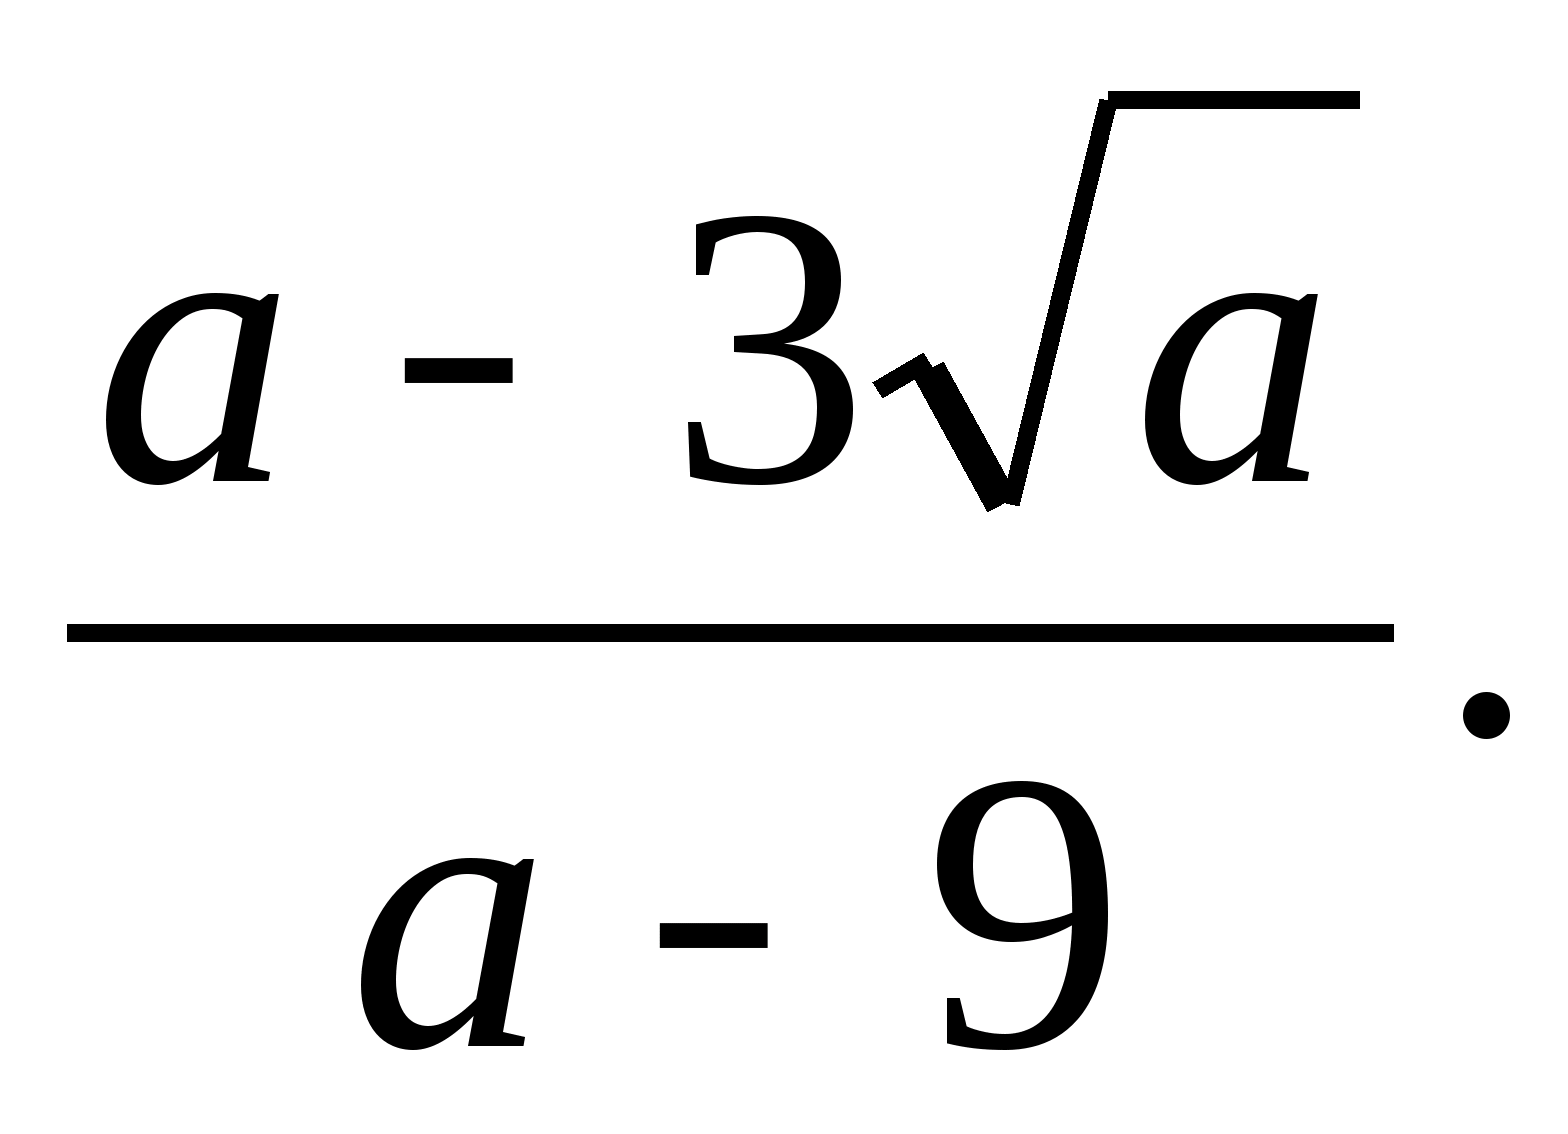 a - 3√a
a - 9 .